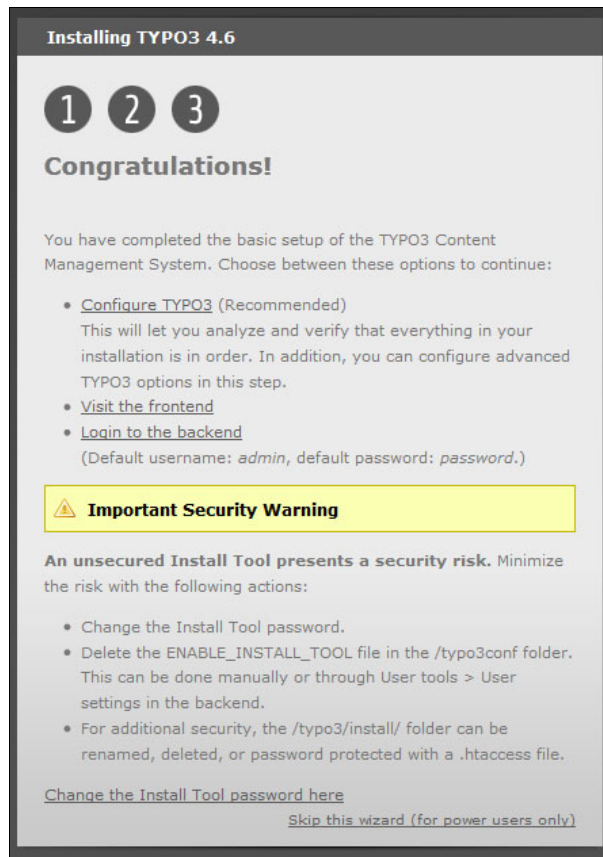 Installing TYPO3 4.6
1 2 3
Congratulations!
You have completed the basic setup of the TYPO3 Content
Management System. Choose between these options to continue:
• Configure TYPO3 (Recommended)
This will let you analyze and verify that everything in your
installation is in order. In addition, you can configure advanced
TYPO3 options in this step.
• Visit the frontend
• Login to the backend
(Default username: admin, default password: password.)
Important Security Warning
An unsecured Install Tool presents a security risk. Minimize
the risk with the following actions:
• Change the Install Tool password.
• Delete the ENABLE_INSTALL_TOOL file in the /typo3conf folder.
This can be done manually or through User tools > User
settings in the backend.
• For additional security, the /typo3/install/ folder can be
renamed, deleted, or password protected with a .htaccess file.
Change the Install Tool password here
Skip this wizard (for power users only)